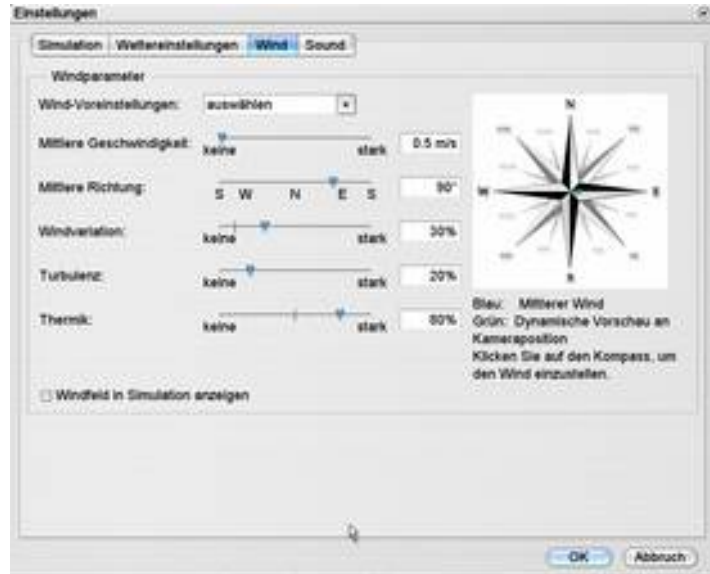 Einstellungen
Simulation Wettereinstellungen Wind Sound
Windparameter
Wind-Voreinstellungen: auswählen
Mittlere Geschwindigkeit: keine stark 0.5 m/s
Mittlere Richtung: S W N E S 90°
Windvariation: keine stark 30%
Turbulenz: keine stark 20%
Thermik: keine stark 80%
N
W E
Blau: Mittlerer Wind
Grün: Dynamische Vorschau an
Kameraposition
Klicken Sie auf den Kompass, um
den Wind einzustellen.
Windfeld in Simulation anzeigen
OK Abbruch